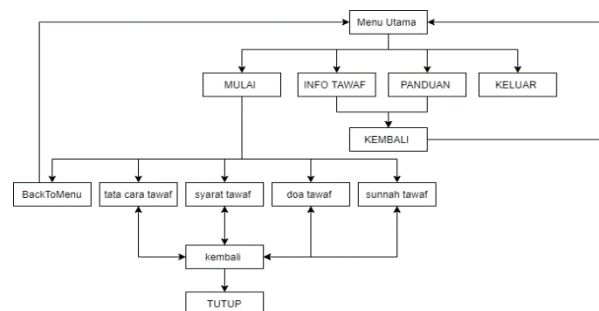 Menu Utama
MULAI
INFO TAWAF
PANDUAN
KELUAR
KEMBALI
BackToMenu
tata cara tawaf
syarat tawaf
doa tawaf
sunnah tawaf
kembali
TUTUP